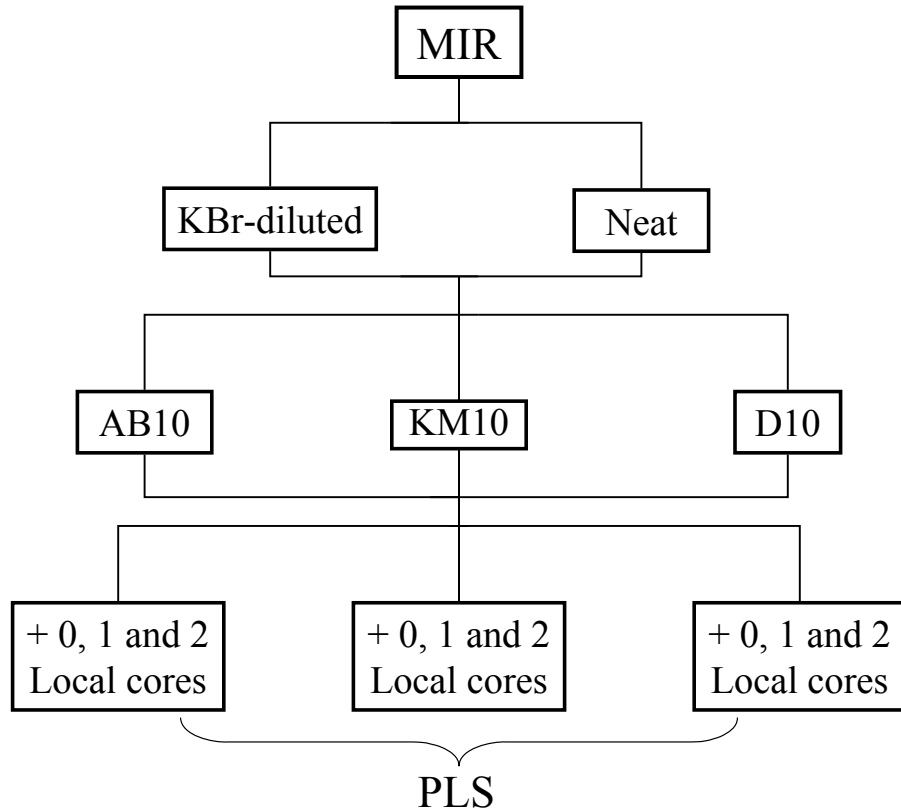 MIR
KBr-diluted
Neat
AB10
KM10
D10
+ 0, 1 and 2
Local cores
+ 0, 1 and 2
Local cores
+ 0, 1 and 2
Local cores
PLS